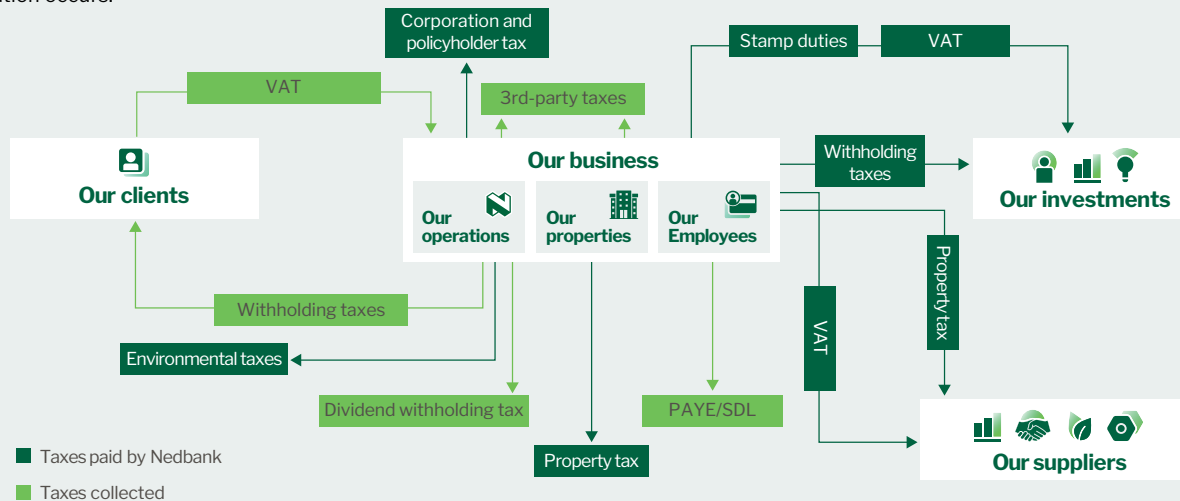 Corporation and
policyholder tax
Stamp duties
VAT
VAT
3rd-party taxes
Our clients
Our business
Our
operations
Our
properties
Our
Employees
Withholding
taxes
Our investments
Withholding taxes
Environmental taxes
Dividend withholding tax
PAYE/SDL
Property tax
VAT
Property tax
Our suppliers
Taxes paid by Nedbank
Taxes collected